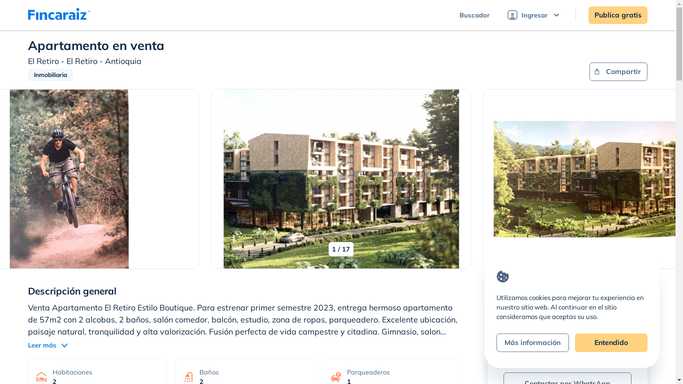 Fincaraiz
Buscador
Ingresar
Publica gratis
Apartamento en venta
El Retiro - El Retiro - Antioquia
Inmobiliaria
Compartir
1 / 17
Descripción general
Venta Apartamento El Retiro Estilo Boutique. Para estrenar primer semestre 2023, entrega hermoso apartamento
de 57m2 con 2 alcobas, 2 baños, salón comedor, balcón, estudio, zona de ropas, parqueadero. Excelente ubicación,
paisaje natural, tranquilidad y alta valorización. Fusión perfecta de vida campestre y citadina. Gimnasio, salon...
Leer más
Habitaciones
2
Baños
2
Parqueaderos
1
Utilizamos cookies para mejorar tu experiencia en
nuestro sitio web. Al continuar en el sitio
consideramos que aceptas su uso.
Más información
Entendido
Contactar por WhatsApp